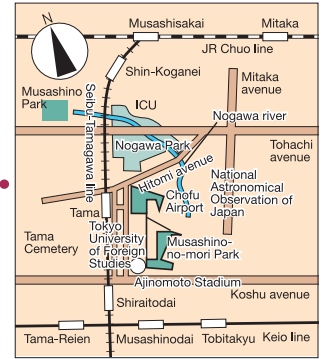 N
Musashisakai
Mitaka
JR Chuo line
Shin-Koganei
Mitaka
avenue
Musashino
Park
ICU
Seibu-Tamagawa line
Nogawa river
Nogawa Park
Tohachi
avenue
Hitomi avenue
National
Astronomical
Observation of
Japan
Chofu
Airport
Tama
Tama
Cemetery
Tokyo
University
of Foreign
Studies
Musashino-
no-mori Park
Ajinomoto Stadium
Koshu avenue
Shiraitodai
Tama-Reien
Musashinodai
Tobitakyu
Keio line